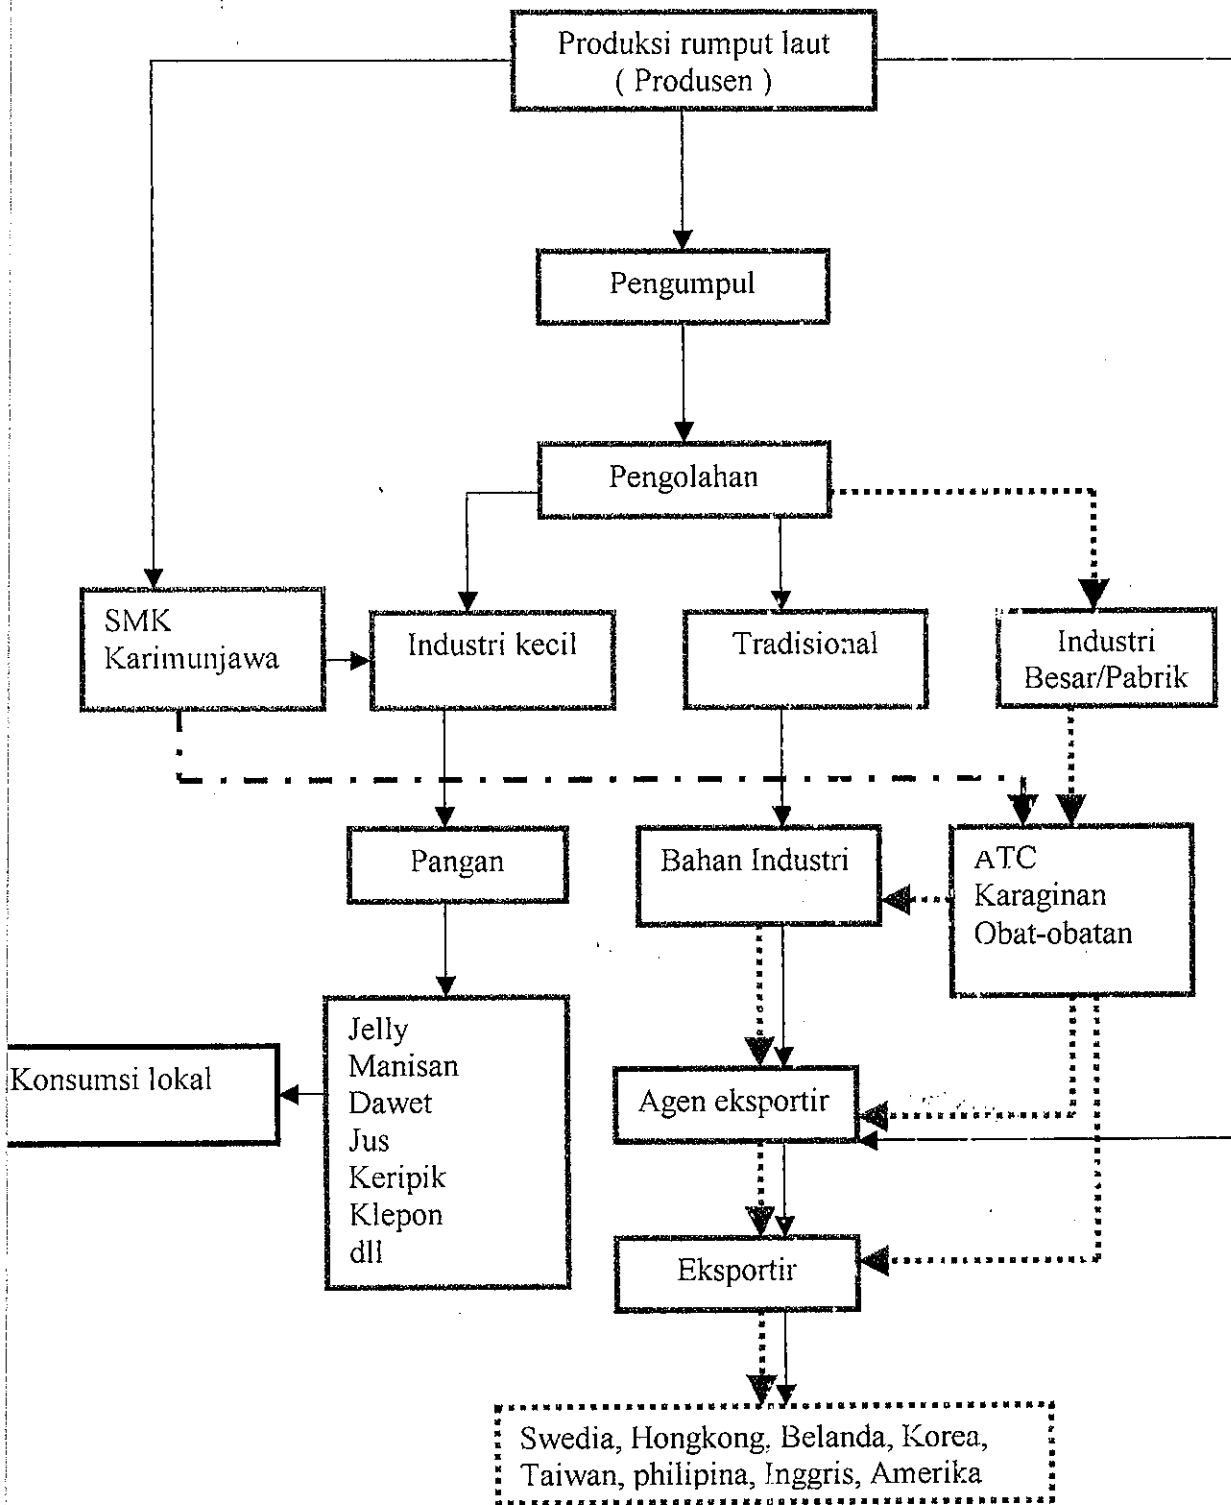 Produksi rumput laut
( Produsen )
Pengumpul
Pengolahan
SMK
Karimunjawa
Industri kecil
Tradisional
Industri
Besar/Pabrik
Pangan
Bahan Industri
ATC
Karaginan
Obat-obatan
Jelly
Manisan
Dawet
Jus
Keripik
Klepon
dll
Konsumsi lokal
Agen eksportir
Eksportir
Swedia, Hongkong, Belanda, Korea,
Taiwan, philipina, Inggris, Amerika